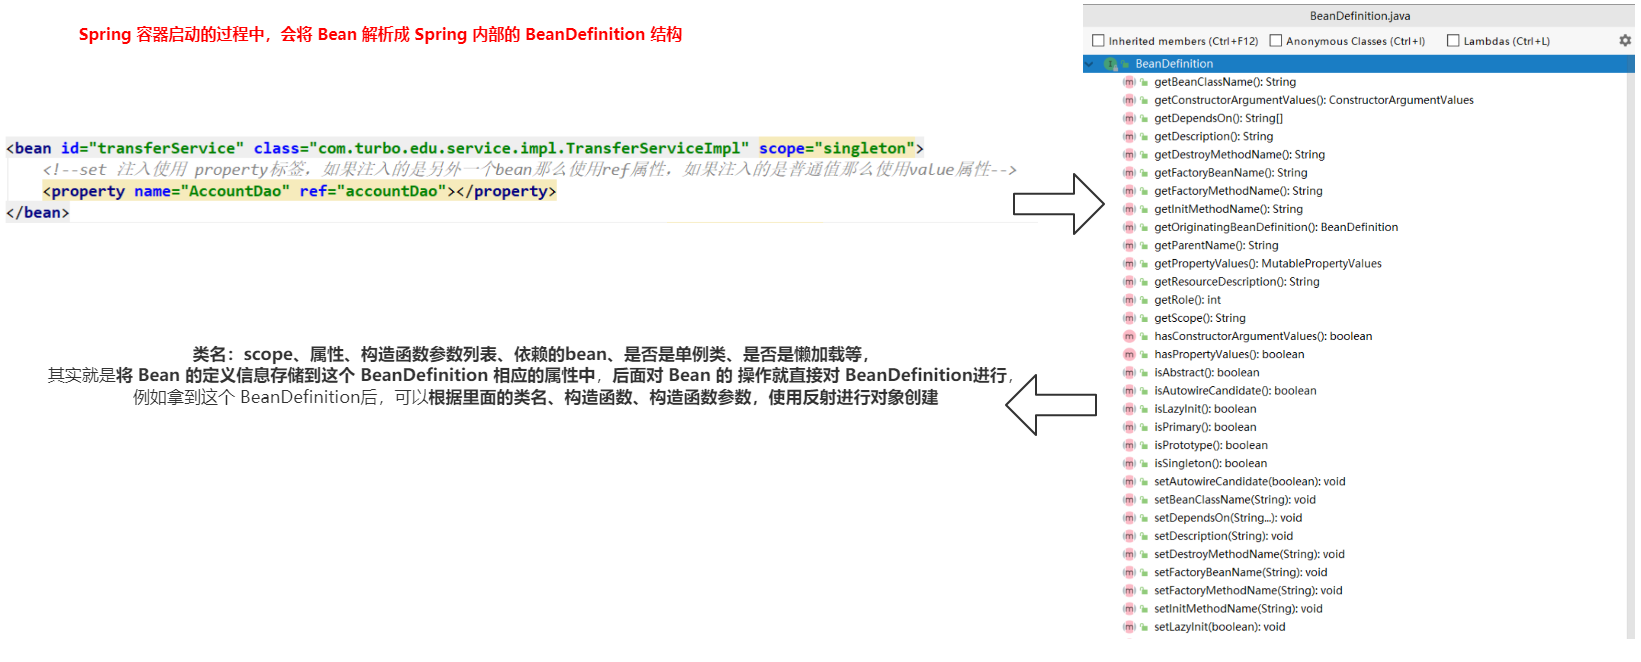 Spring 容器启动的过程中，会将 Bean 解析成 Spring 内部的 BeanDefinition 结构
<bean id="transferService" class="com.turbo.edu.service.impl.TransferServiceImpl" scope="singleton">
<!--set 注入使用 property标签，如果注入的是另外一个bean那么使用ref属性，如果注入的是普通值那么使用value属性-->
<property name="AccountDao" ref="accountDao"></property>
</bean>
类名：scope、属性、构造函数参数列表、依赖的bean、是否是单例类、是否是懒加载等，
其实就是将 Bean 的定义信息存储到这个 BeanDefinition 相应的属性中，后面对 Bean 的 操作就直接对 BeanDefinition进行，
例如拿到这个 BeanDefinition后，可以根据里面的类名、构造函数、构造函数参数，使用反射进行对象创建
BeanDefinition.java
Inherited members (Ctrl+F12) Anonymous Classes (Ctrl+I) Lambdas (Ctrl+L)
BeanDefinition
getBeanClassName(): String
getConstructorArgumentValues(): ConstructorArgumentValues
getDependsOn(): String[]
getDescription(): String
getDestroyMethodName(): String
getFactoryBeanName(): String
getFactoryMethodName(): String
getInitMethodName(): String
getOriginatingBeanDefinition(): BeanDefinition
getParentName(): String
getPropertyValues(): MutablePropertyValues
getResourceDescription(): String
getRole(): int
getScope(): String
hasConstructorArgumentValues(): boolean
hasPropertyValues(): boolean
isAbstract(): boolean
isAutowireCandidate(): boolean
isLazyInit(): boolean
isPrimary(): boolean
isPrototype(): boolean
isSingleton(): boolean
setAutowireCandidate(boolean): void
setBeanClassName(String): void
setDependsOn(String...): void
setDescription(String): void
setDestroyMethodName(String): void
setFactoryBeanName(String): void
setFactoryMethodName(String): void
setInitMethodName(String): void
setLazyInit(boolean): void